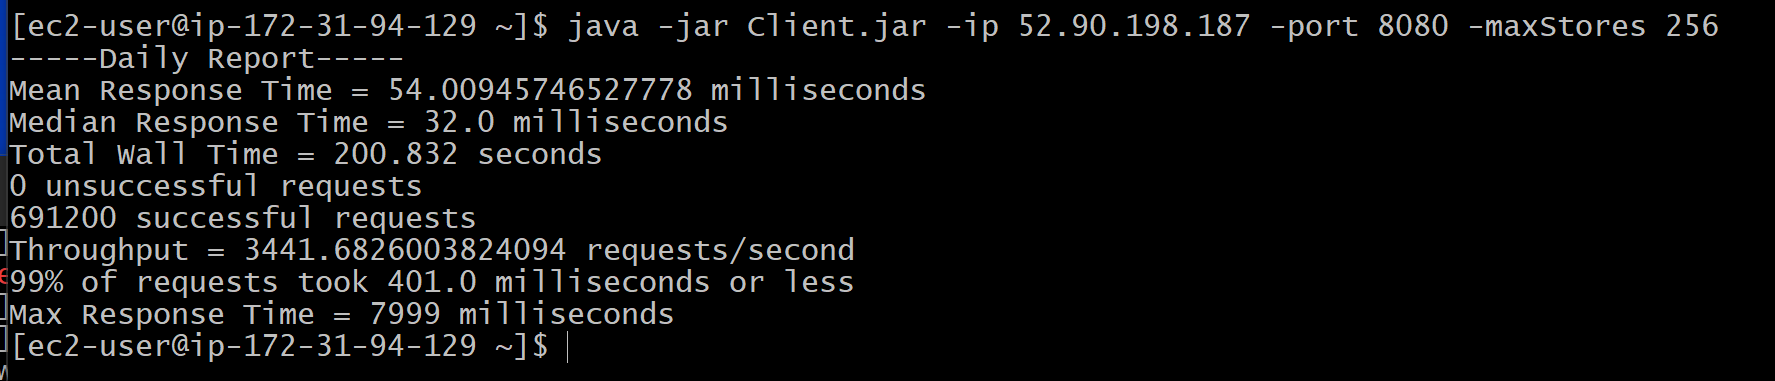 [ec2-user@ip-172-31-94-129 ~]$ java -jar Client.jar -ip 52.90.198.187 -port 8080 -maxStores 256
-----Daily Report-----
Mean Response Time = 54.00945746527778 milliseconds
Median Response Time = 32.0 milliseconds
Total Wall Time = 200.832 seconds
0 unsuccessful requests
691200 successful requests
Throughput = 3441.6826003824094 requests/second
99% of requests took 401.0 milliseconds or less
Max Response Time = 7999 milliseconds
[ec2-user@ip-172-31-94-129 ~]$